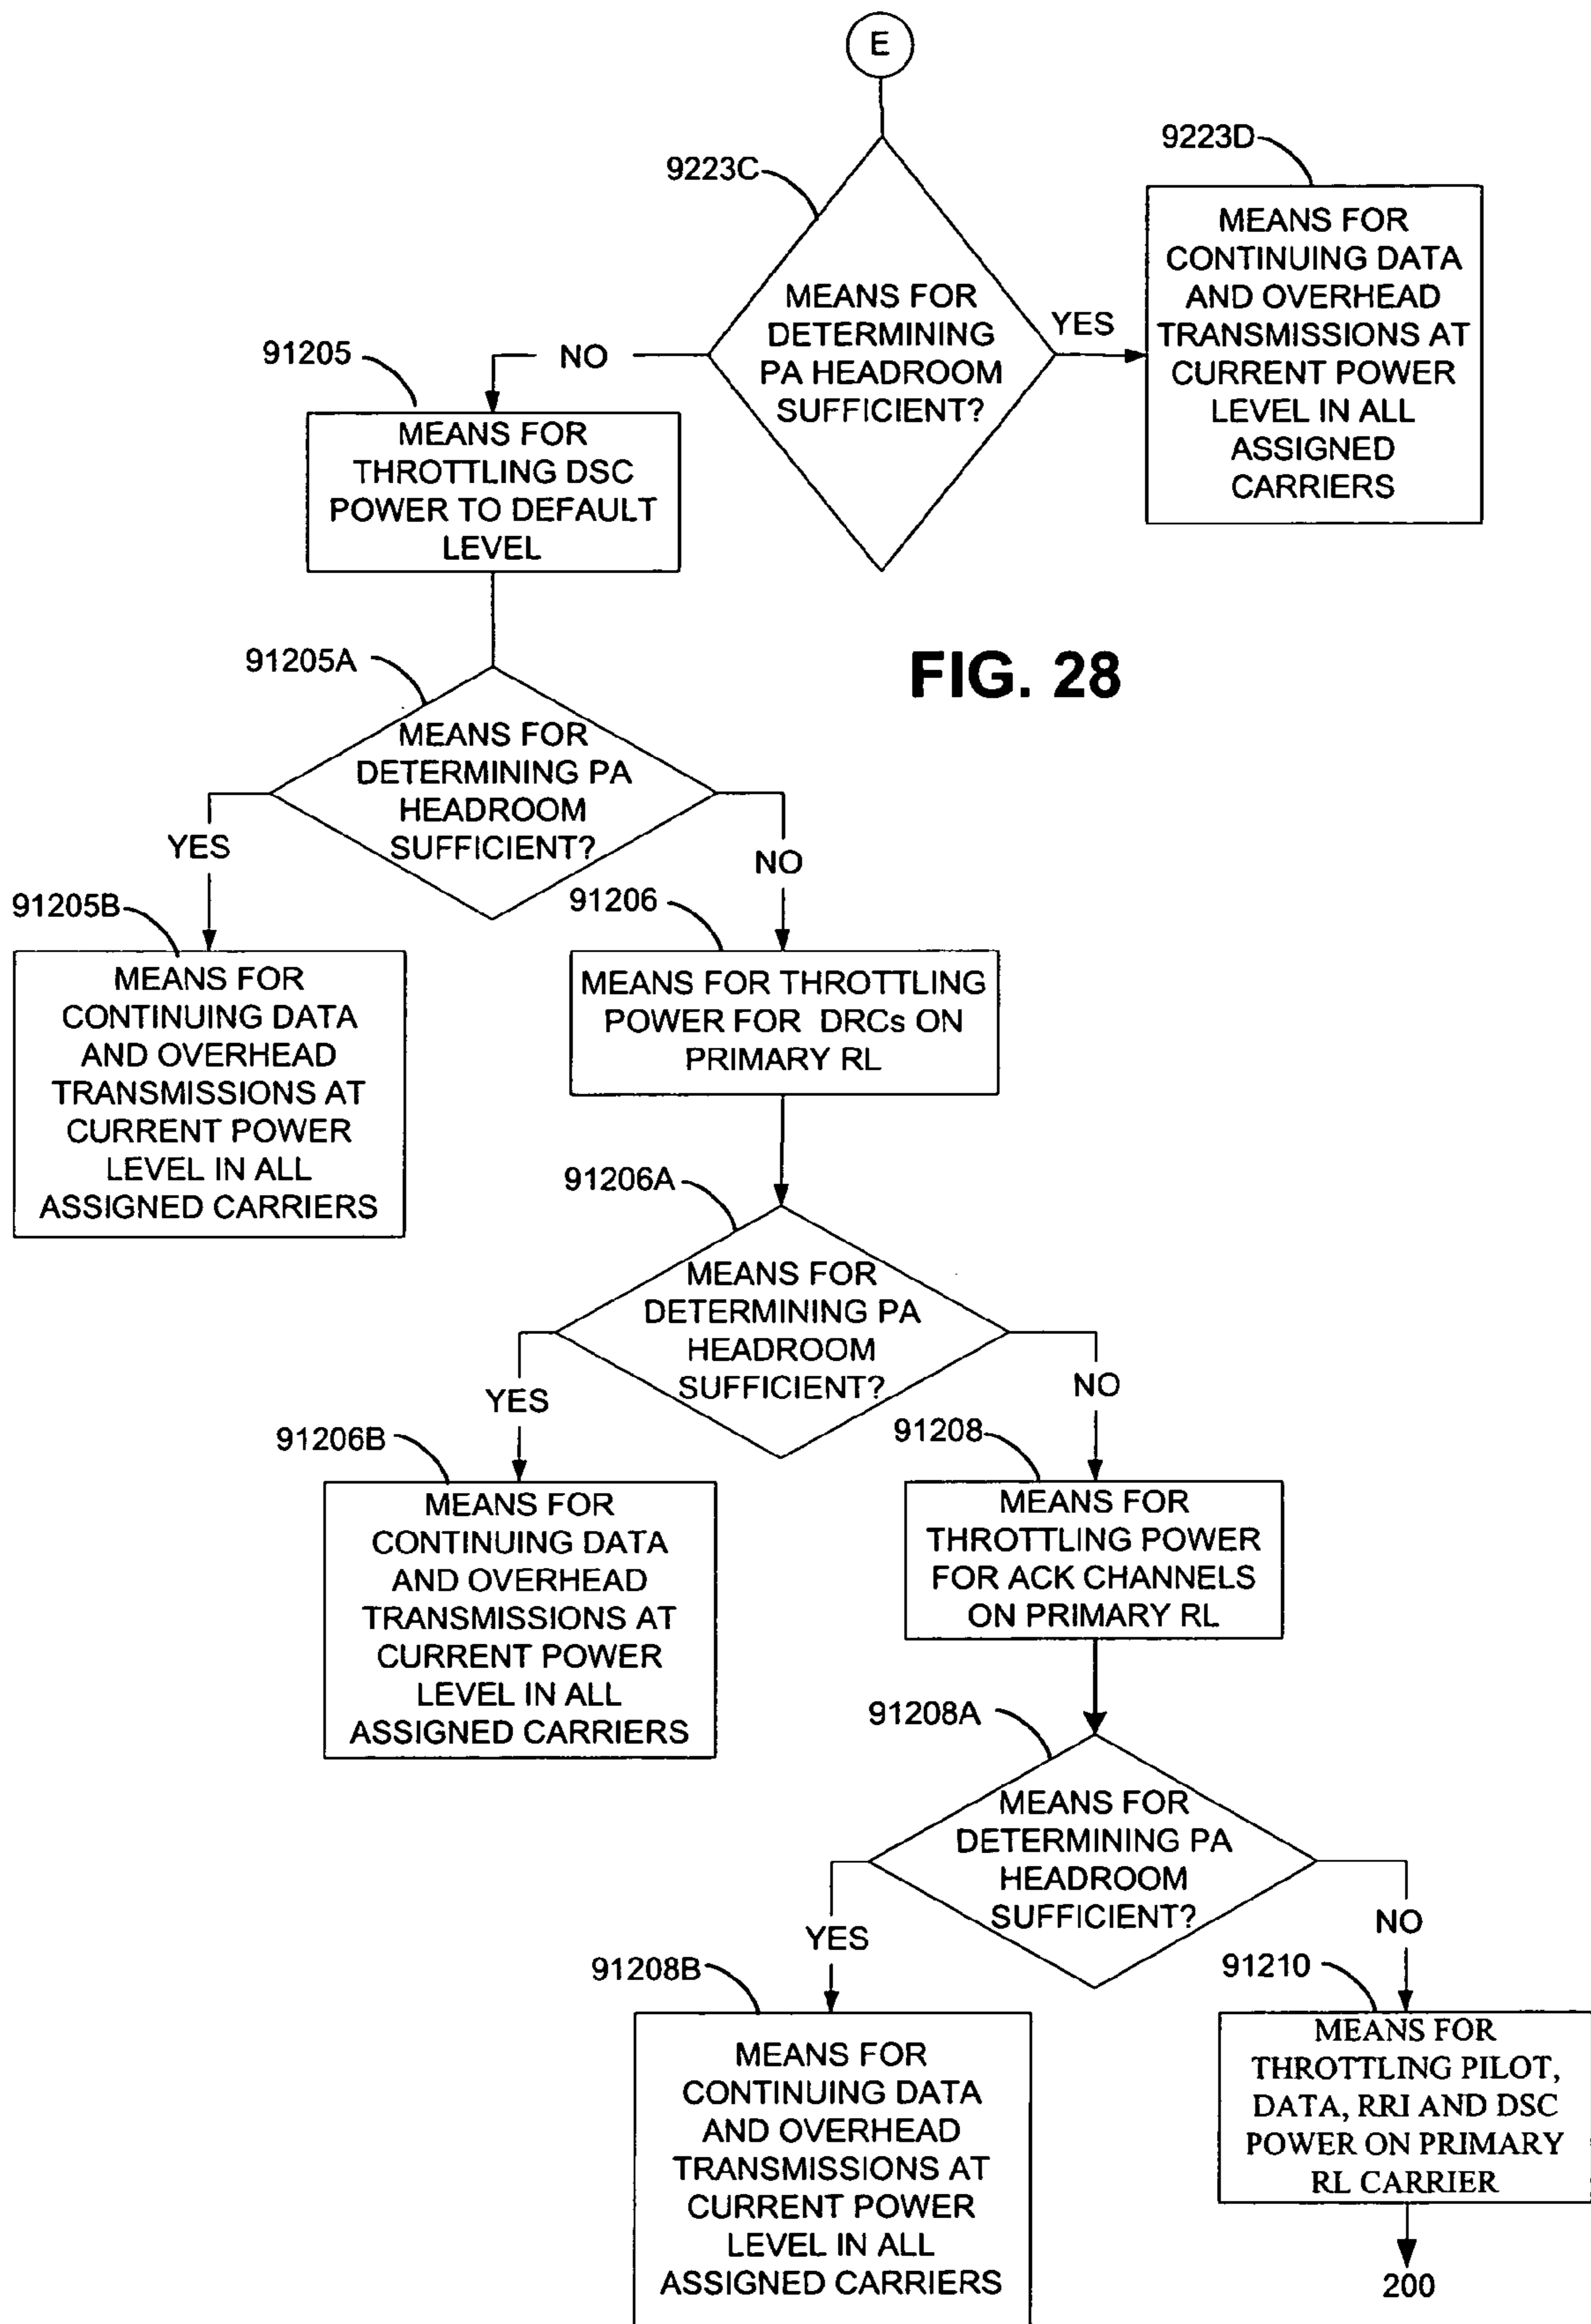 E
9223C
9223D
MEANS FOR
CONTINUING DATA
AND OVERHEAD
TRANSMISSIONS AT
CURRENT POWER
LEVEL IN ALL
ASSIGNED
CARRIERS
MEANS FOR
DETERMINING
PA HEADROOM
SUFFICIENT?
YES
NO
91205
MEANS FOR
THROTTLING DSC
POWER TO DEFAULT
LEVEL
FIG. 28
91205A
MEANS FOR
DETERMINING PA
HEADROOM
SUFFICIENT?
YES
NO
91205B
MEANS FOR
CONTINUING DATA
AND OVERHEAD
TRANSMISSIONS AT
CURRENT POWER
LEVEL IN ALL
ASSIGNED CARRIERS
91206
MEANS FOR THROTTLING
POWER FOR DRCs ON
PRIMARY RL
91206A
MEANS FOR
DETERMINING PA
HEADROOM
SUFFICIENT?
YES
NO
91206B
MEANS FOR
CONTINUING DATA
AND OVERHEAD
TRANSMISSIONS AT
CURRENT POWER
LEVEL IN ALL
ASSIGNED CARRIERS
91208
MEANS FOR
THROTTLING POWER
FOR ACK CHANNELS
ON PRIMARY RL
91208A
MEANS FOR
DETERMINING PA
HEADROOM
SUFFICIENT?
YES
NO
91208B
MEANS FOR
CONTINUING DATA
AND OVERHEAD
TRANSMISSIONS AT
CURRENT POWER
LEVEL IN ALL
ASSIGNED CARRIERS
91210
MEANS FOR
THROTTLING PILOT,
DATA, RRI AND DSC
POWER ON PRIMARY
RL CARRIER
200